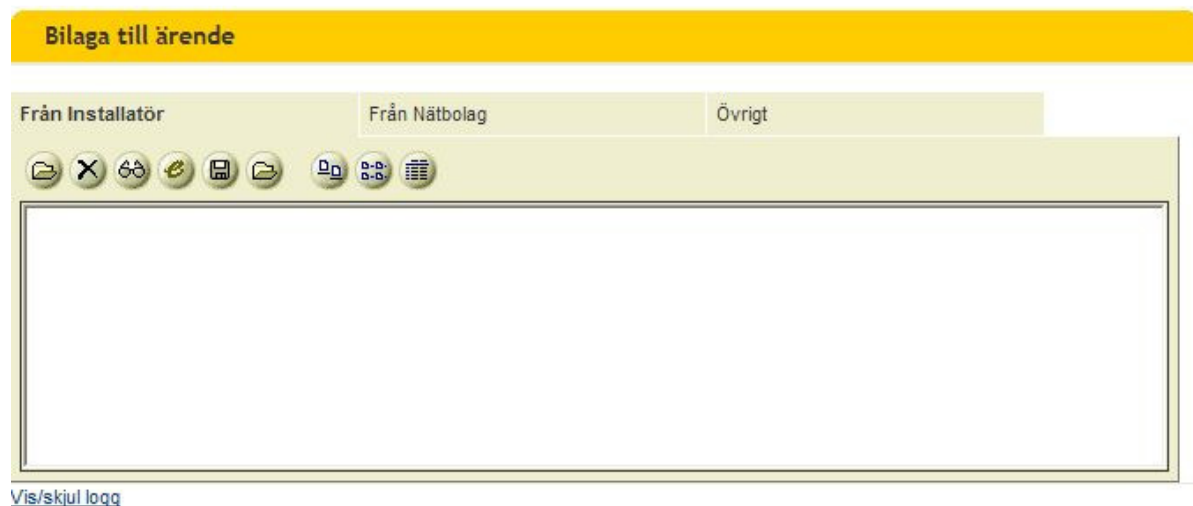 Bilaga till ärende
Från Installatör Från Nätbolag Övrigt
Vis/skjul logg